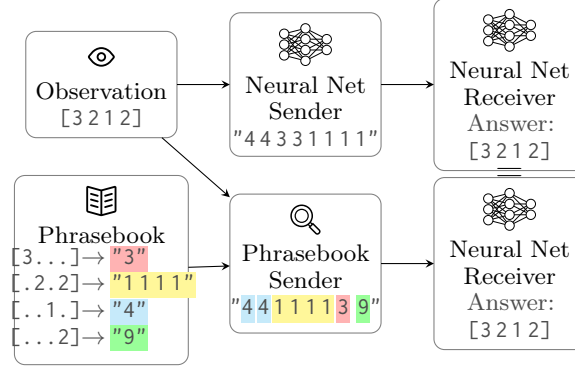 Observation
[3 2 1 2]
Neural Net
Sender
"4 4 3 3 1 1 1 1"
Neural Net
Receiver
Answer:
[3 2 1 2]
Phrasebook
[3...]→"3"
[.2.2]→"1 1 1 1"
[..1.]→"4"
[...2]→"9"
Phrasebook
Sender
"4 4 1 1 1 1 3 9"
Neural Net
Receiver
Answer:
[3 2 1 2]